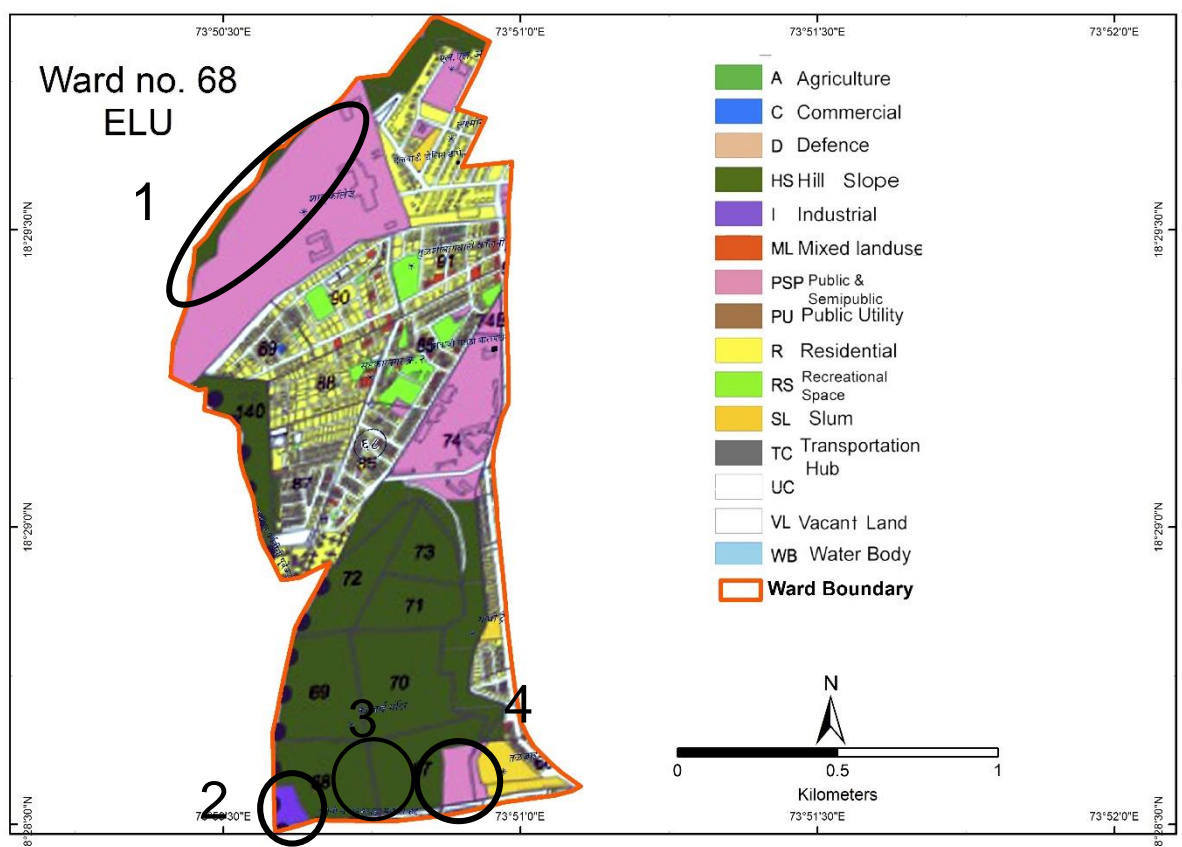 73°50'30"E
73°51'0"E
73°51'30"E
73°52'0"E
Ward no. 68
ELU
1
A Agriculture
C Commercial
D Defence
HS Hill Slope
I Industrial
ML Mixed landuse
PSP Public &
Semipublic
PU Public Utility
R Residential
RS Recreational
Space
SL Slum
TC Transportation
Hub
UC
VL Vacant Land
WB Water Body
Ward Boundary
18°29'30"N
18°29'30"N
91
90
89
88
85
74
140
87
६८
18°29'0"N
18°29'0"N
73
72
71
70
69
68
3
4
2
N
0
0.5
1
Kilometers
73°51'0"E
73°51'30"E
73°52'0"E
8°28'30"N
8°28'30"N